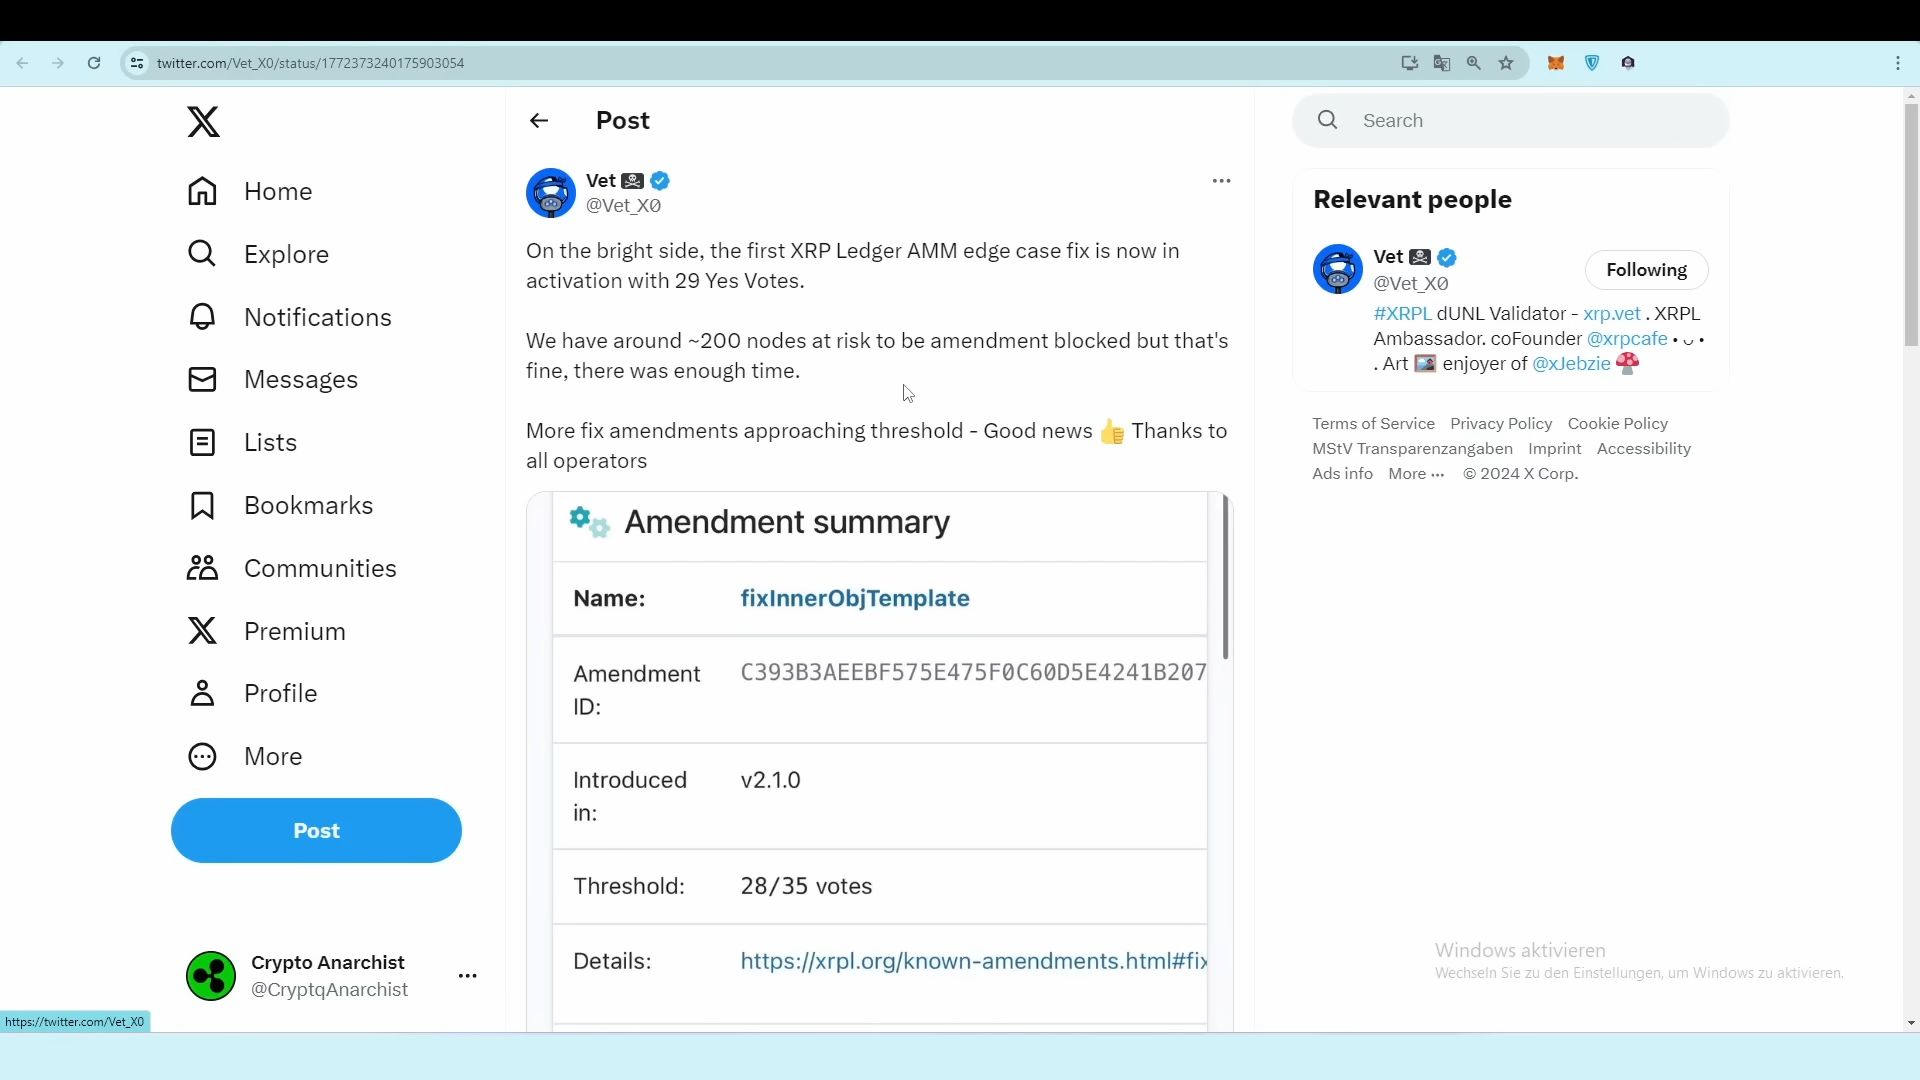 twitter.com/Vet_X0/status/1772373240175903054
Home
Explore
Notifications
Messages
Lists
Bookmarks
Communities
Premium
Profile
More
Post
Crypto Anarchist
@CryptqAnarchist
https://twitter.com/Vet_X0
Post
Vet
@Vet_X0
On the bright side, the first XRP Ledger AMM edge case fix is now in
activation with 29 Yes Votes.
We have around ~200 nodes at risk to be amendment blocked but that's
fine, there was enough time.
More fix amendments approaching threshold - Good news 👍 Thanks to
all operators
Amendment summary
Name: fixInnerObjTemplate
Amendment ID: C393B3AEEBF575E475F0C60D5E4241B207
Introduced in: v2.1.0
Threshold: 28/35 votes
Details: https://xrpl.org/known-amendments.html#fix
Search
Relevant people
Vet
@Vet_X0
Following
#XRPL dUNL Validator - xrp.vet . XRPL
Ambassador. coFounder @xrpcafe • ᴗ •
. Art 🖼 enjoyer of @xJebzie 🍄
Terms of Service Privacy Policy Cookie Policy
MStV Transparenzangaben Imprint Accessibility
Ads info More ··· © 2024 X Corp.
Windows aktivieren
Wechseln Sie zu den Einstellungen, um Windows zu aktivieren.